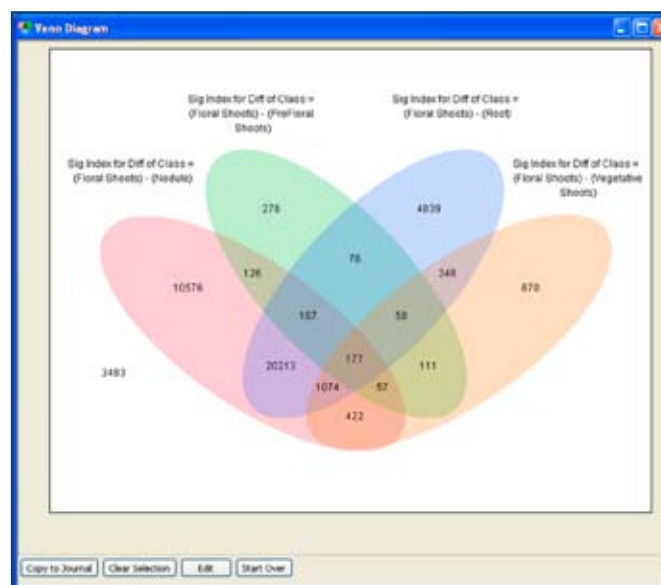 Venn Diagram
Sig Index for Diff of Class =
(Floral Shoots) - (PreFloral
Shoots)
Sig Index for Diff of Class =
(Floral Shoots) - (Root)
Sig Index for Diff of Class =
(Floral Shoots) - (Nodule)
Sig Index for Diff of Class =
(Floral Shoots) - (Vegetative
Shoots)
276
4839
78
126
348
10576
870
187
58
3483
20213
177
111
1074
57
422
Copy to Journal
Clear Selection
Edit
Start Over